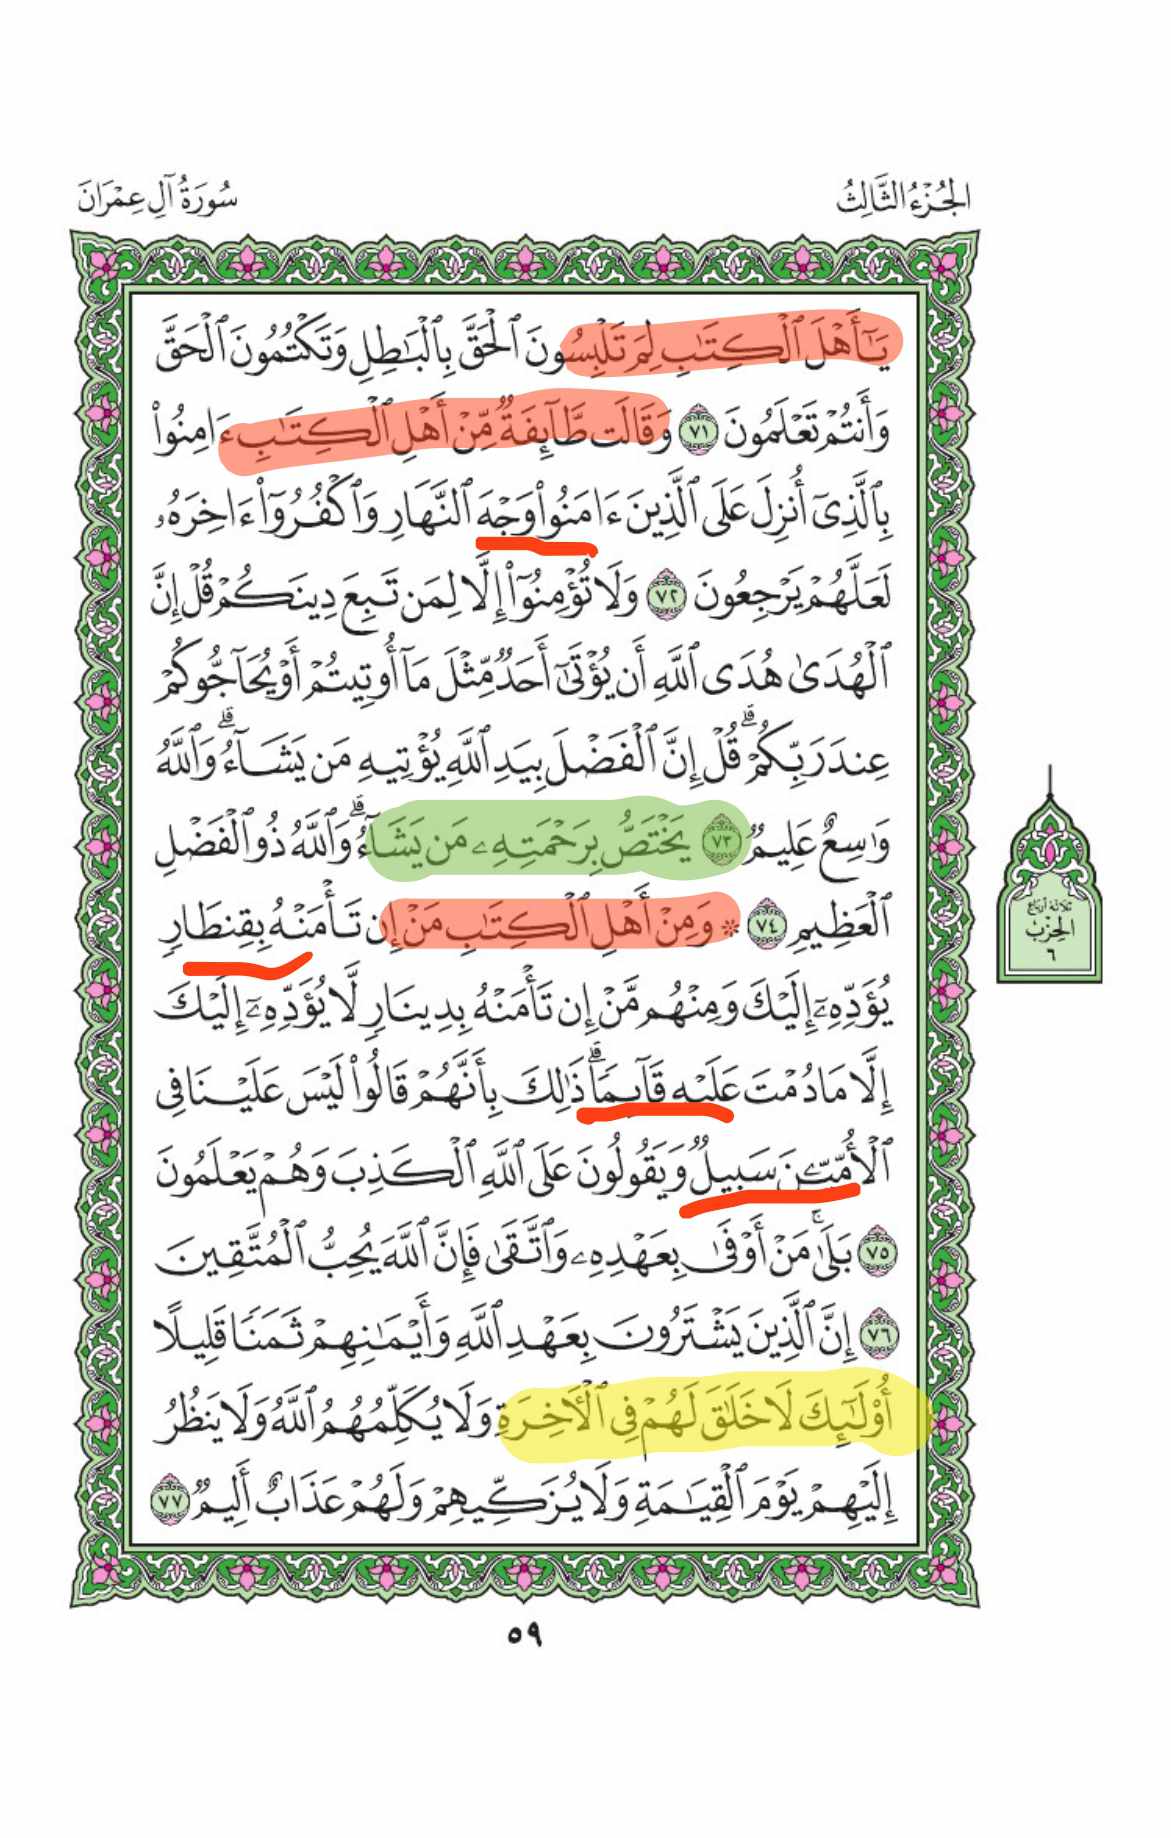 الجُزْءُ الثَّالِثُ
سُورَةُ آلِ عِمْرَانَ
يَٰٓأَهْلَ ٱلْكِتَٰبِ لِمَ تَلْبِسُونَ ٱلْحَقَّ بِٱلْبَٰطِلِ وَتَكْتُمُونَ ٱلْحَقَّ
وَأَنتُمْ تَعْلَمُونَ ٧١ وَقَالَت طَّآئِفَةٌ مِّنْ أَهْلِ ٱلْكِتَٰبِ ءَامِنُوا۟
بِٱلَّذِىٓ أُنزِلَ عَلَى ٱلَّذِينَ ءَامَنُوا۟ وَجْهَ ٱلنَّهَارِ وَٱكْفُرُوٓا۟ ءَاخِرَهُۥ
لَعَلَّهُمْ يَرْجِعُونَ ٧٢ وَلَا تُؤْمِنُوٓا۟ إِلَّا لِمَن تَبِعَ دِينَكُمْ قُلْ إِنَّ
ٱلْهُدَىٰ هُدَى ٱللَّهِ أَن يُؤْتَىٰٓ أَحَدٌ مِّثْلَ مَآ أُوتِيتُمْ أَوْ يُحَآجُّوكُمْ
عِندَ رَبِّكُمْ ۗ قُلْ إِنَّ ٱلْفَضْلَ بِيَدِ ٱللَّهِ يُؤْتِيهِ مَن يَشَآءُ ۗ وَٱللَّهُ
وَٰسِعٌ عَلِيمٌ ٧٣ يَخْتَصُّ بِرَحْمَتِهِۦ مَن يَشَآءُ ۗ وَٱللَّهُ ذُو ٱلْفَضْلِ
ٱلْعَظِيمِ ٧٤ ۞ وَمِنْ أَهْلِ ٱلْكِتَٰبِ مَنْ إِن تَأْمَنْهُ بِقِنطَارٍ
يُؤَدِّهِۦٓ إِلَيْكَ وَمِنْهُم مَّنْ إِن تَأْمَنْهُ بِدِينَارٍ لَّا يُؤَدِّهِۦٓ إِلَيْكَ
إِلَّا مَا دُمْتَ عَلَيْهِ قَآئِمًا ۗ ذَٰلِكَ بِأَنَّهُمْ قَالُوا۟ لَيْسَ عَلَيْنَا فِى
ٱلْأُمِّيِّۦنَ سَبِيلٌ وَيَقُولُونَ عَلَى ٱللَّهِ ٱلْكَذِبَ وَهُمْ يَعْلَمُونَ
٧٥ بَلَىٰ ۚ مَنْ أَوْفَىٰ بِعَهْدِهِۦ وَٱتَّقَىٰ فَإِنَّ ٱللَّهَ يُحِبُّ ٱلْمُتَّقِينَ
٧٦ إِنَّ ٱلَّذِينَ يَشْتَرُونَ بِعَهْدِ ٱللَّهِ وَأَيْمَٰنِهِمْ ثَمَنًا قَلِيلًا
أُو۟لَٰٓئِكَ لَا خَلَٰقَ لَهُمْ فِى ٱلْءَاخِرَةِ وَلَا يُكَلِّمُهُمُ ٱللَّهُ وَلَا يَنظُرُ
إِلَيْهِمْ يَوْمَ ٱلْقِيَٰمَةِ وَلَا يُزَكِّيهِمْ وَلَهُمْ عَذَابٌ أَلِيمٌ ٧٧
ثلاثة أرباع
الحِزْب
٦
٥٩